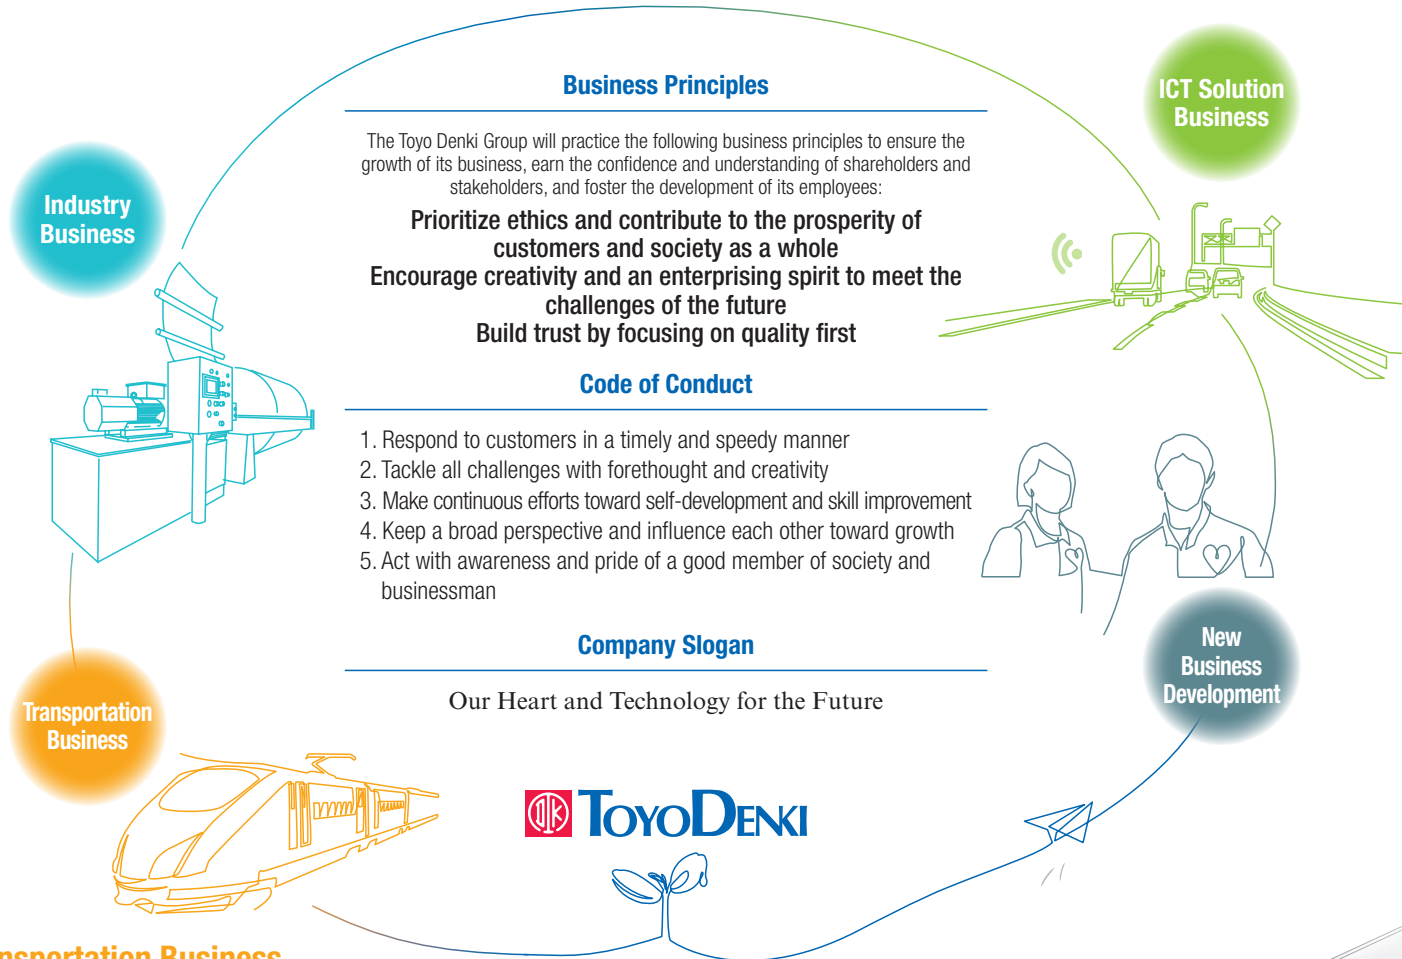 Business Principles
The Toyo Denki Group will practice the following business principles to ensure the
growth of its business, earn the confidence and understanding of shareholders and
stakeholders, and foster the development of its employees:
Prioritize ethics and contribute to the prosperity of
customers and society as a whole
Encourage creativity and an enterprising spirit to meet the
challenges of the future
Build trust by focusing on quality first
Code of Conduct
1. Respond to customers in a timely and speedy manner
2. Tackle all challenges with forethought and creativity
3. Make continuous efforts toward self-development and skill improvement
4. Keep a broad perspective and influence each other toward growth
5. Act with awareness and pride of a good member of society and
businessman
Company Slogan
Our Heart and Technology for the Future
Industry
Business
ICT Solution
Business
Transportation
Business
New
Business
Development
TOYO DENKI
nsportation Business